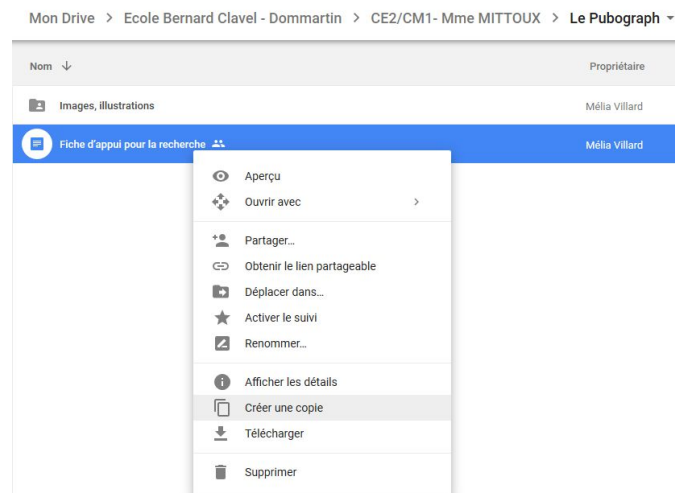 Mon Drive > Ecole Bernard Clavel - Dommartin > CE2/CM1- Mme MITTOUX > Le Pubograph
Nom Propriétaire
Images, illustrations Mélia Villard
Fiche d'appui pour la recherche Mélia Villard
Aperçu
Ouvrir avec
Partager...
Obtenir le lien partageable
Déplacer dans...
Activer le suivi
Renommer...
Afficher les détails
Créer une copie
Télécharger
Supprimer